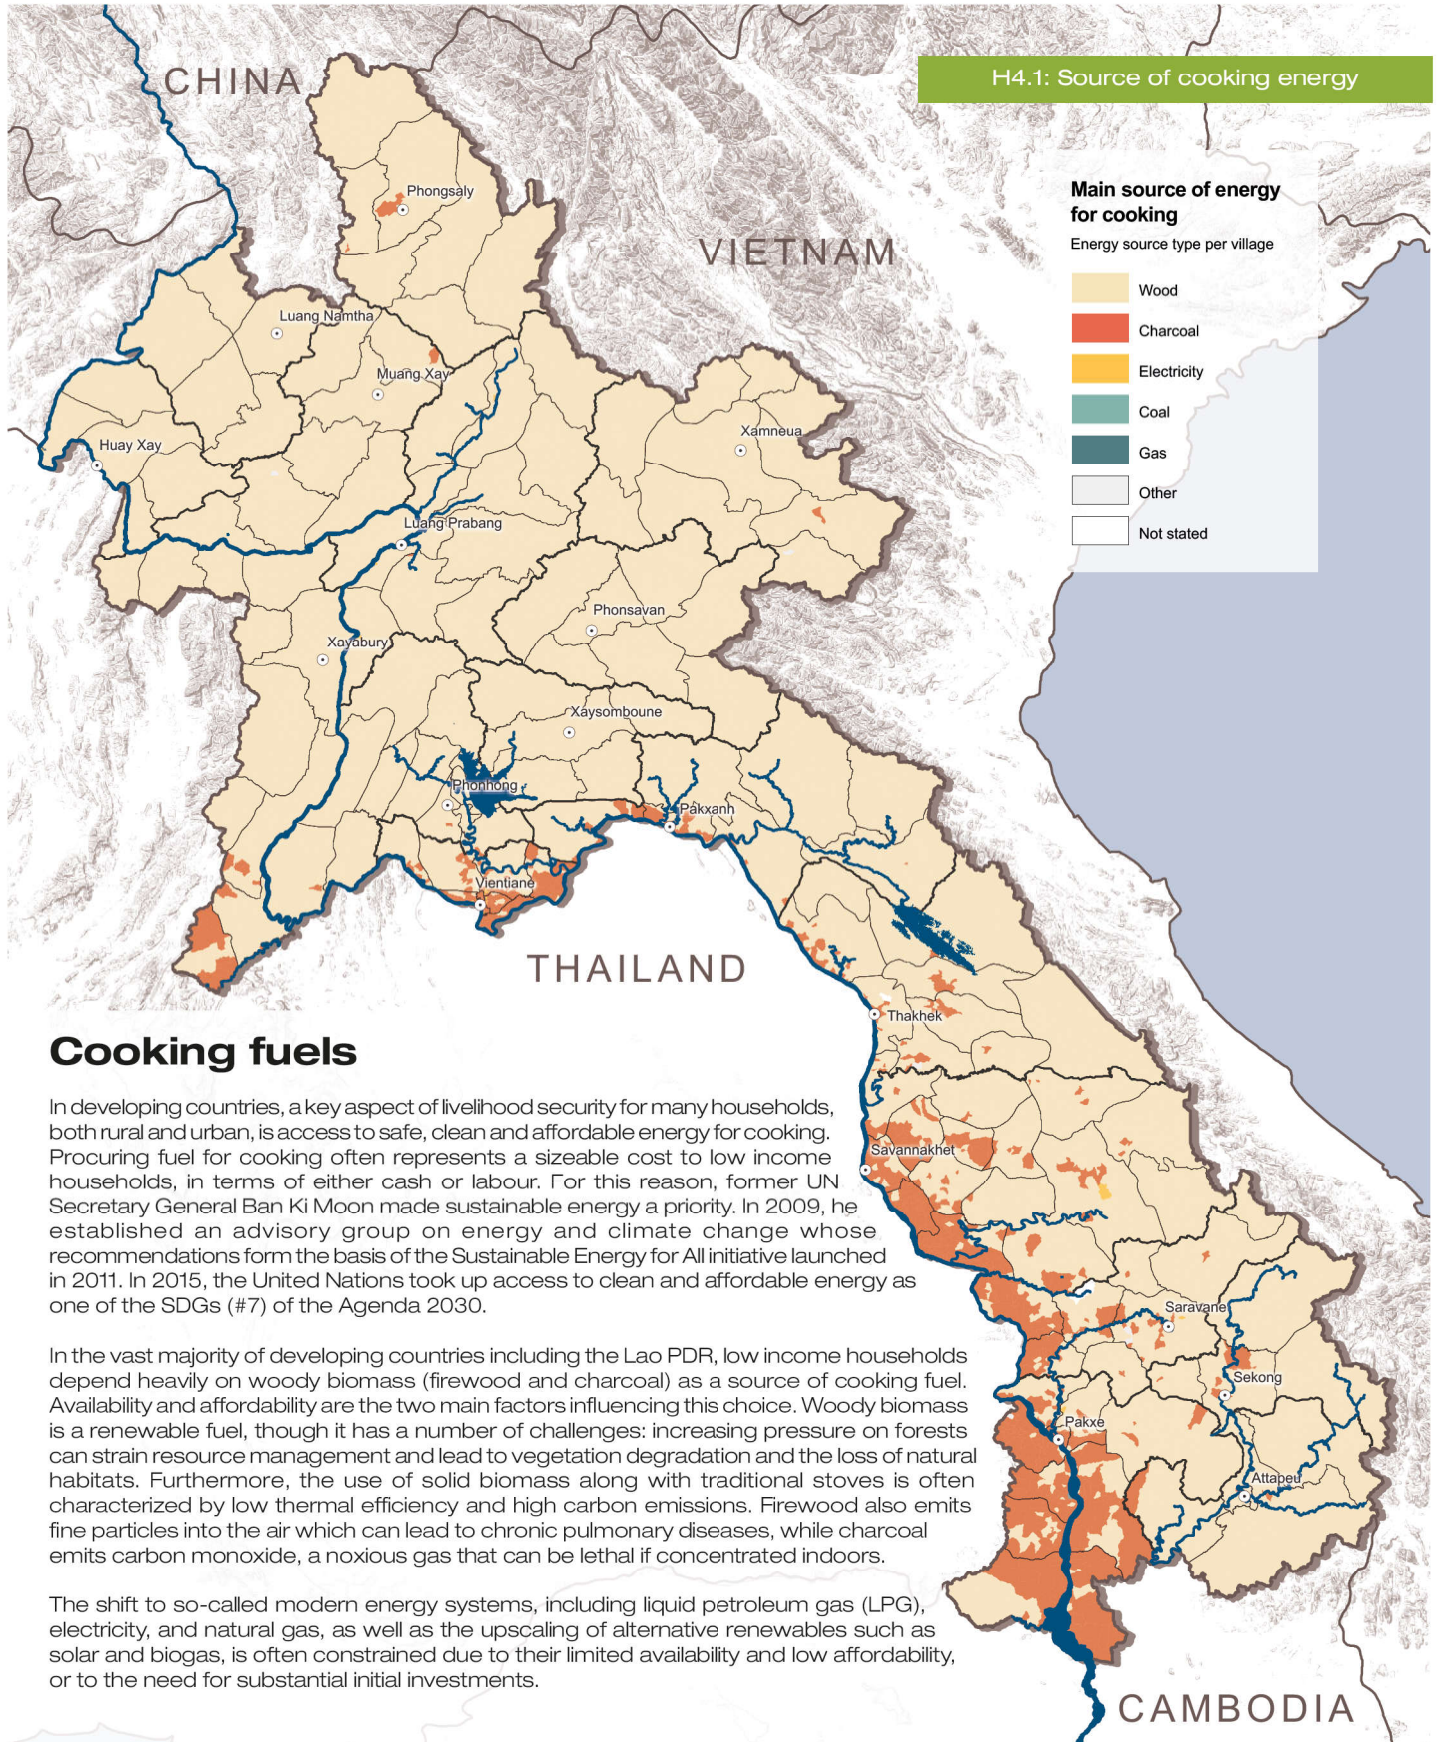 CHINA
H4.1: Source of cooking energy
Main source of energy
for cooking
Energy source type per village
Wood
Charcoal
Electricity
Coal
Gas
Other
Not stated
Phongsaly
VIETNAM
Luang Namtha
Muang Xay
Xamneua
Huay Xay
Luang Prabang
Phonsavan
Xayabury
Xaysomboune
Phonhong
Pakxanh
Vientiane
THAILAND
Thakhek
Savannakhet
Saravane
Sekong
Pakxe
Attapeu
CAMBODIA
Cooking fuels
In developing countries, a key aspect of livelihood security for many households,
both rural and urban, is access to safe, clean and affordable energy for cooking.
Procuring fuel for cooking often represents a sizeable cost to low income
households, in terms of either cash or labour. For this reason, former UN
Secretary General Ban Ki Moon made sustainable energy a priority. In 2009, he
established an advisory group on energy and climate change whose
recommendations form the basis of the Sustainable Energy for All initiative launched
in 2011. In 2015, the United Nations took up access to clean and affordable energy as
one of the SDGs (#7) of the Agenda 2030.
In the vast majority of developing countries including the Lao PDR, low income households
depend heavily on woody biomass (firewood and charcoal) as a source of cooking fuel.
Availability and affordability are the two main factors influencing this choice. Woody biomass
is a renewable fuel, though it has a number of challenges: increasing pressure on forests
can strain resource management and lead to vegetation degradation and the loss of natural
habitats. Furthermore, the use of solid biomass along with traditional stoves is often
characterized by low thermal efficiency and high carbon emissions. Firewood also emits
fine particles into the air which can lead to chronic pulmonary diseases, while charcoal
emits carbon monoxide, a noxious gas that can be lethal if concentrated indoors.
The shift to so-called modern energy systems, including liquid petroleum gas (LPG),
electricity, and natural gas, as well as the upscaling of alternative renewables such as
solar and biogas, is often constrained due to their limited availability and low affordability,
or to the need for substantial initial investments.